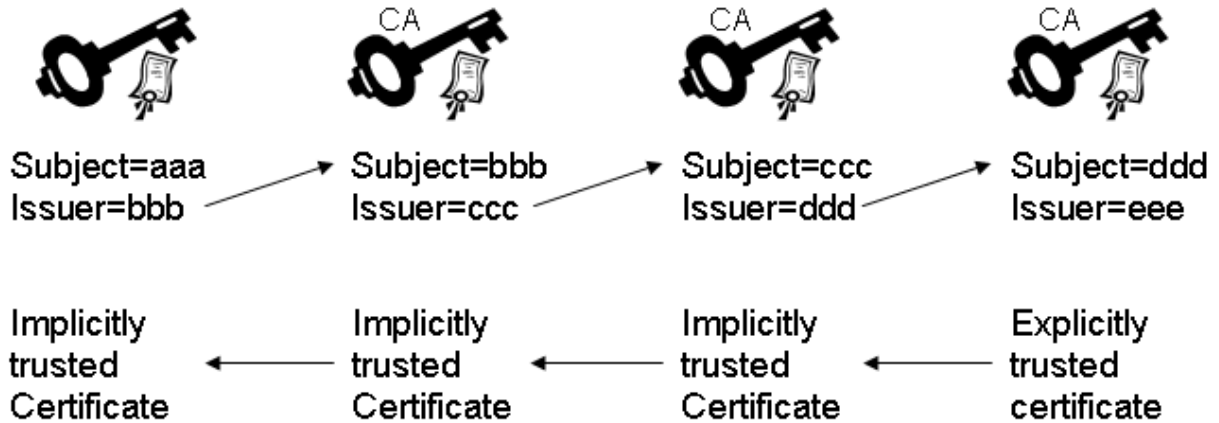 CA
CA
CA
Subject=aaa
Issuer=bbb
Subject=bbb
Issuer=ccc
Subject=ccc
Issuer=ddd
Subject=ddd
Issuer=eee
Implicitly
trusted
Certificate
Implicitly
trusted
Certificate
Implicitly
trusted
Certificate
Explicitly
trusted
certificate